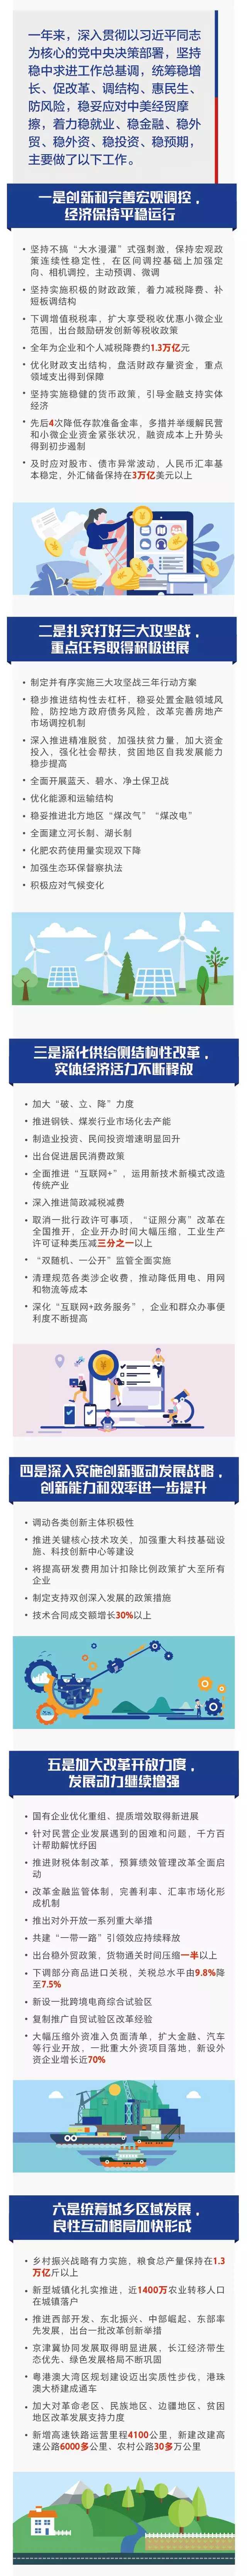 一年来，深入贯彻以习近平同志
为核心的党中央决策部署，坚持
稳中求进工作总基调，统筹稳增
长、促改革、调结构、惠民生、
防风险，稳妥应对中美经贸摩
擦，着力稳就业、稳金融、稳外
贸、稳外资、稳投资、稳预期，
主要做了以下工作。
一是创新和完善宏观调控，
经济保持平稳运行
坚持不搞“大水漫灌”式强刺激，保持宏观政
策连续性稳定性，在区间调控基础上加强定
向、相机调控，主动预调、微调
坚持实施积极的财政政策，着力减税降费、补
短板调结构
下调增值税税率，扩大享受税收优惠小微企业
范围，出台鼓励研发创新等税收政策
全年为企业和个人减税降费约1.3万亿元
优化财政支出结构，盘活财政存量资金，重点
领域支出得到保障
坚持实施稳健的货币政策，引导金融支持实体
经济
先后4次降低存款准备金率，多措并举缓解民营
和小微企业资金紧张状况，融资成本上升势头
得到初步遏制
及时应对股市、债市异常波动，人民币汇率基
本稳定，外汇储备保持在3万亿美元以上
二是扎实打好三大攻坚战，
重点任务取得积极进展
制定并有序实施三大攻坚战三年行动方案
稳步推进结构性去杠杆，稳妥处置金融领域风
险，防控地方政府债务风险，改革完善房地产
市场调控机制
深入推进精准脱贫，加强扶贫力量，加大资金
投入，强化社会帮扶，贫困地区自我发展能力
稳步提高
全面开展蓝天、碧水、净土保卫战
优化能源和运输结构
稳妥推进北方地区“煤改气”“煤改电”
全面建立河长制、湖长制
化肥农药使用量实现双下降
加强生态环保督察执法
积极应对气候变化
三是深化供给侧结构性改革，
实体经济活力不断释放
加大“破、立、降”力度
推进钢铁、煤炭行业市场化去产能
制造业投资、民间投资增速明显回升
出台促进居民消费政策
全面推进“互联网+”，运用新技术新模式改造
传统产业
深入推进简政减税减费
取消一批行政许可事项，“证照分离”改革在
全国推开，企业开办时间大幅压缩，工业生产
许可证种类压减三分之一以上
“双随机、一公开”监管全面实施
清理规范各类涉企收费，推动降低用电、用网
和物流等成本
深化“互联网+政务服务”，企业和群众办事便
利度不断提高
四是深入实施创新驱动发展战略，
创新能力和效率进一步提升
调动各类创新主体积极性
推进关键核心技术攻关，加强重大科技基础设
施、科技创新中心等建设
将提高研发费用加计扣除比例政策扩大至所有
企业
制定支持双创深入发展的政策措施
技术合同成交额增长30%以上
五是加大改革开放力度，
发展动力继续增强
国有企业优化重组、提质增效取得新进展
针对民营企业发展遇到的困难和问题，千方百
计帮助解忧纾困
推进财税体制改革，预算绩效管理改革全面启
动
改革金融监管体制，完善利率、汇率市场化形
成机制
推出对外开放一系列重大举措
共建“一带一路”引领效应持续释放
出台稳外贸政策，货物通关时间压缩一半以上
下调部分商品进口关税，关税总水平由9.8%降
至7.5%
新设一批跨境电商综合试验区
复制推广自贸试验区改革经验
大幅压缩外资准入负面清单，扩大金融、汽车
等行业开放，一批重大外资项目落地，新设外
资企业增长近70%
六是统筹城乡区域发展，
良性互动格局加快形成
乡村振兴战略有力实施，粮食总产量保持在1.3
万亿斤以上
新型城镇化扎实推进，近1400万农业转移人口
在城镇落户
推进西部开发、东北振兴、中部崛起、东部率
先发展，出台一批改革创新举措
京津冀协同发展取得明显进展，长江经济带生
态优先、绿色发展格局不断巩固
粤港澳大湾区规划建设迈出实质性步伐，港珠
澳大桥建成通车
加大对革命老区、民族地区、边疆地区、贫困
地区改革发展支持力度
新增高速铁路运营里程4100公里，新建改建高
速公路6000多公里、农村公路30多万公里